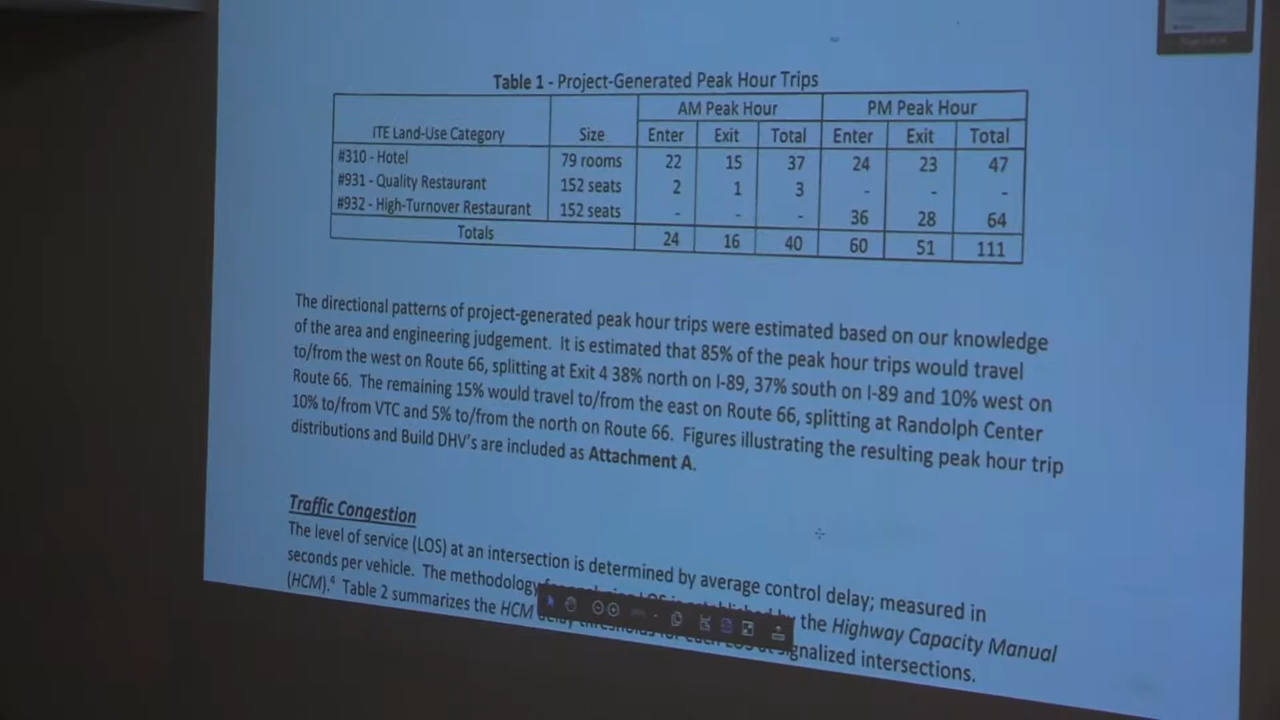 Table 1 - Project-Generated Peak Hour Trips
AM Peak Hour PM Peak Hour
ITE Land-Use Category Size Enter Exit Total Enter Exit Total
#310 - Hotel 79 rooms 22 15 37 24 23 47
#931 - Quality Restaurant 152 seats 2 1 3 - - -
#932 - High-Turnover Restaurant 152 seats - - - 36 28 64
Totals 24 16 40 60 51 111
The directional patterns of project-generated peak hour trips were estimated based on our knowledge
of the area and engineering judgement. It is estimated that 85% of the peak hour trips would travel
to/from the west on Route 66, splitting at Exit 4 38% north on I-89, 37% south on I-89 and 10% west on
Route 66. The remaining 15% would travel to/from the east on Route 66, splitting at Randolph Center
10% to/from VTC and 5% to/from the north on Route 66. Figures illustrating the resulting peak hour trip
distributions and Build DHV's are included as Attachment A.
Traffic Congestion
The level of service (LOS) at an intersection is determined by average control delay; measured in
seconds per vehicle. The methodology the Highway Capacity Manual
(HCM).⁴ Table 2 summarizes the HCM signalized intersections.